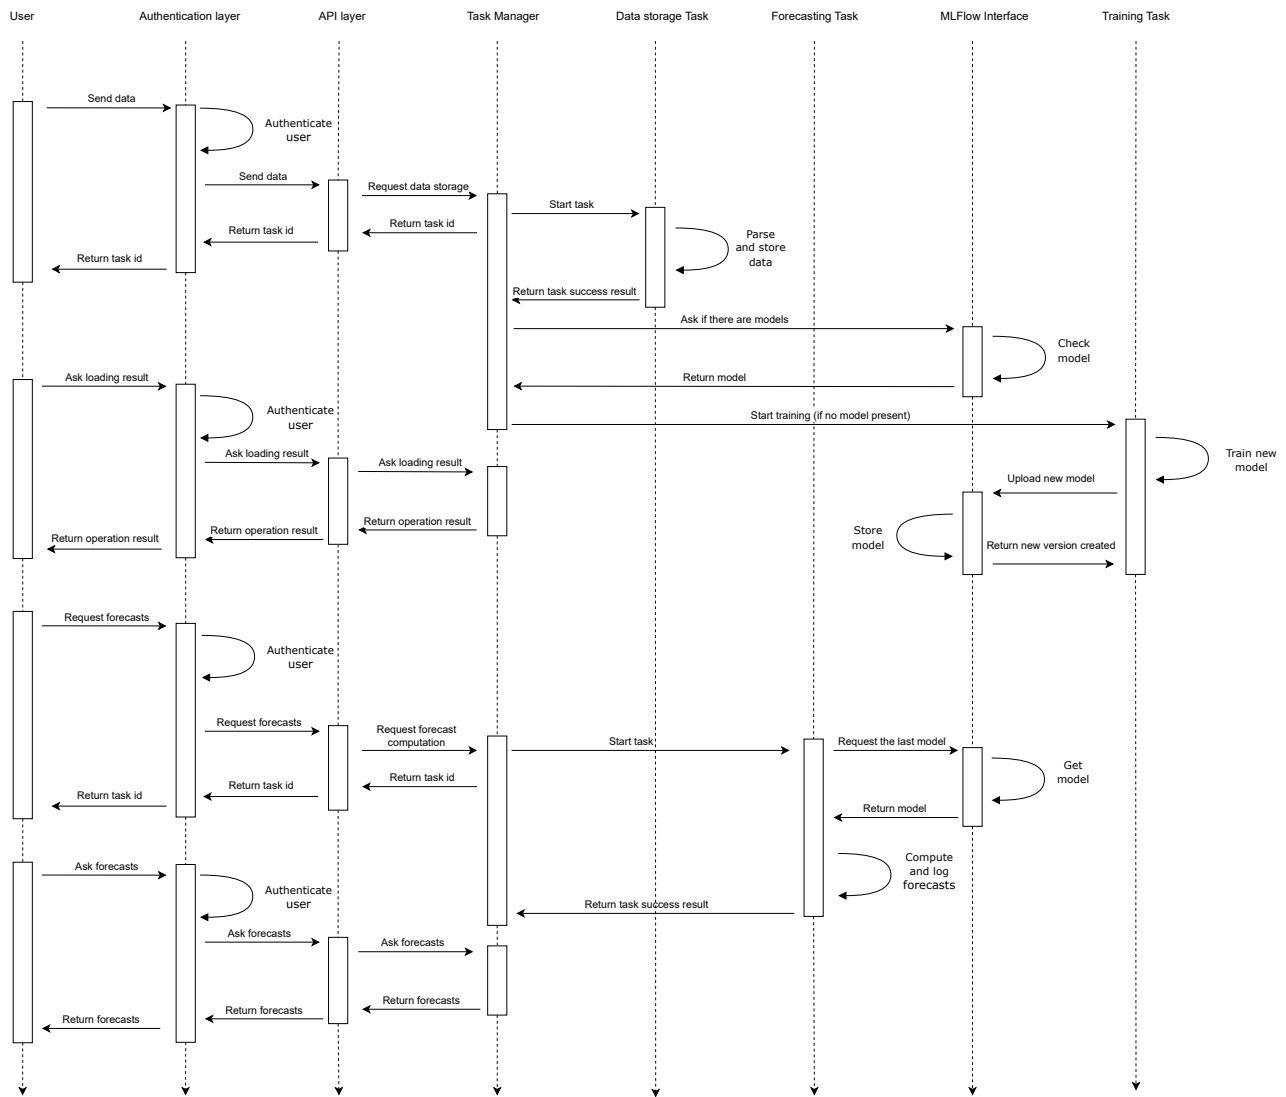 User
Authentication layer
API layer
Task Manager
Data storage Task
Forecasting Task
MLFlow Interface
Training Task
Send data
Authenticate
user
Send data
Request data storage
Start task
Return task id
Return task id
Return task id
Parse
and store
data
Return task success result
Ask if there are models
Check
model
Ask loading result
Return model
Authenticate
user
Start training (if no model present)
Ask loading result
Ask loading result
Train new
model
Upload new model
Return operation result
Return operation result
Return operation result
Store
model
Return new version created
Request forecasts
Authenticate
user
Request forecasts
Request forecast
computation
Start task
Request the last model
Get
model
Return task id
Return task id
Return task id
Return model
Ask forecasts
Compute
and log
forecasts
Authenticate
user
Return task success result
Ask forecasts
Ask forecasts
Return forecasts
Return forecasts
Return forecasts